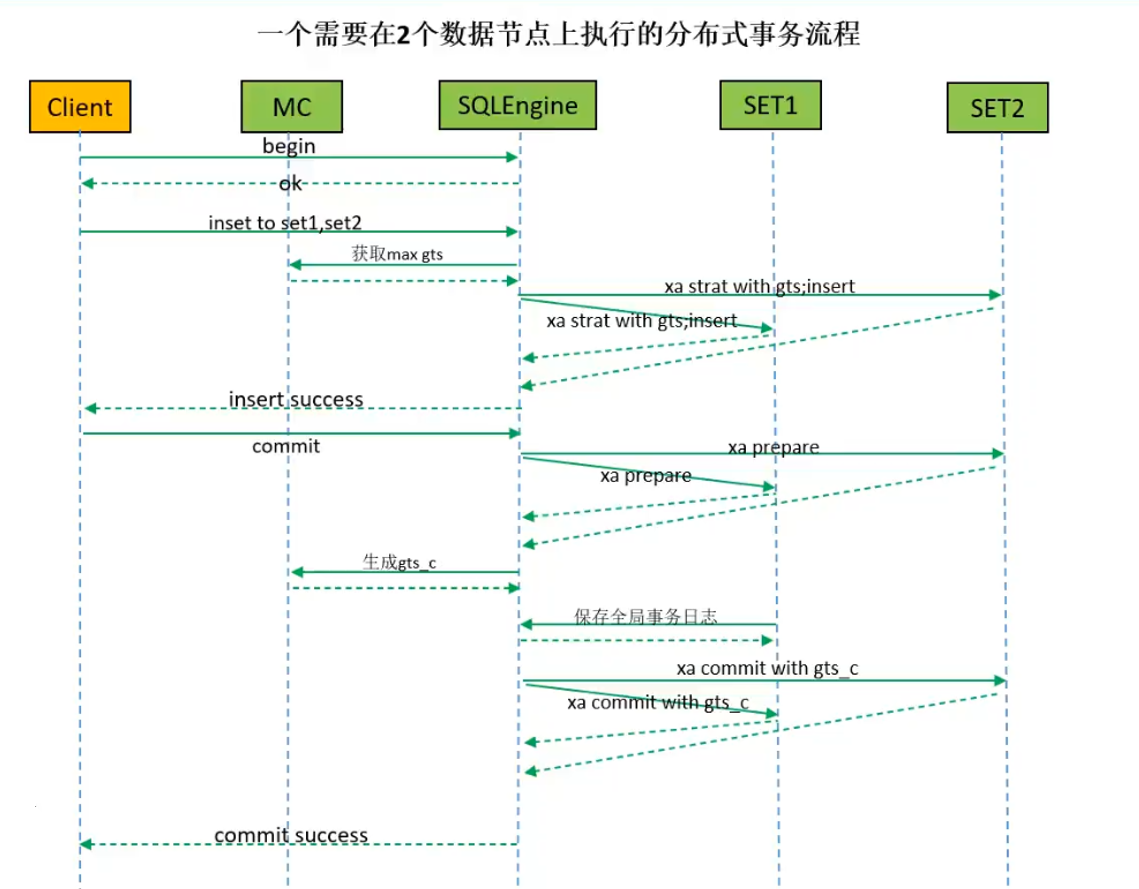 一个需要在2个数据节点上执行的分布式事务流程
Client
MC
SQLEngine
SET1
SET2
begin
ok
inset to set1,set2
获取max gts
xa strat with gts;insert
xa strat with gts;insert
insert success
commit
xa prepare
xa prepare
生成gts_c
保存全局事务日志
xa commit with gts_c
xa commit with gts_c
commit success